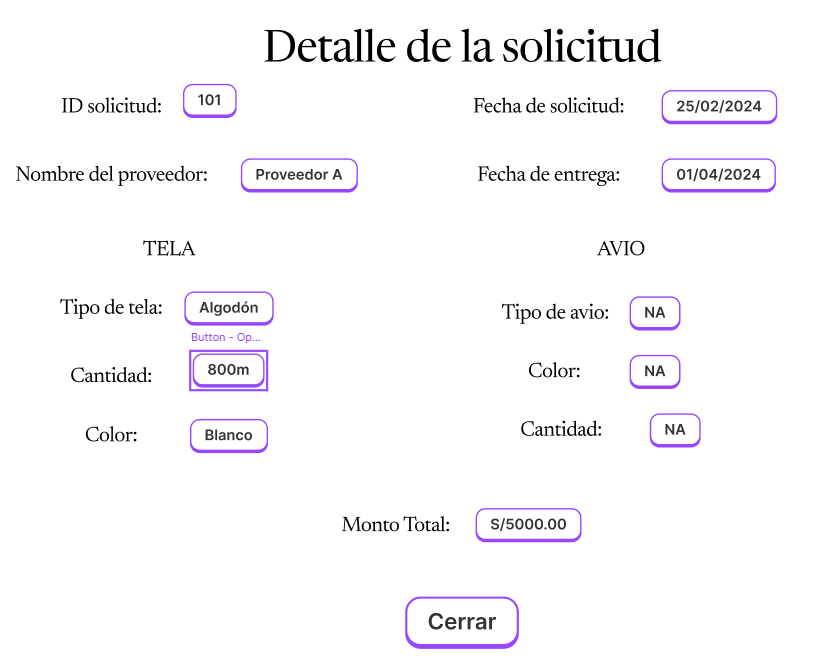 Detalle de la solicitud
ID solicitud: 101
Fecha de solicitud: 25/02/2024
Nombre del proveedor: Proveedor A
Fecha de entrega: 01/04/2024
TELA
AVIO
Tipo de tela: Algodón
Tipo de avio: NA
Button - Op...
Cantidad: 800m
Color: NA
Color: Blanco
Cantidad: NA
Monto Total: S/5000.00
Cerrar